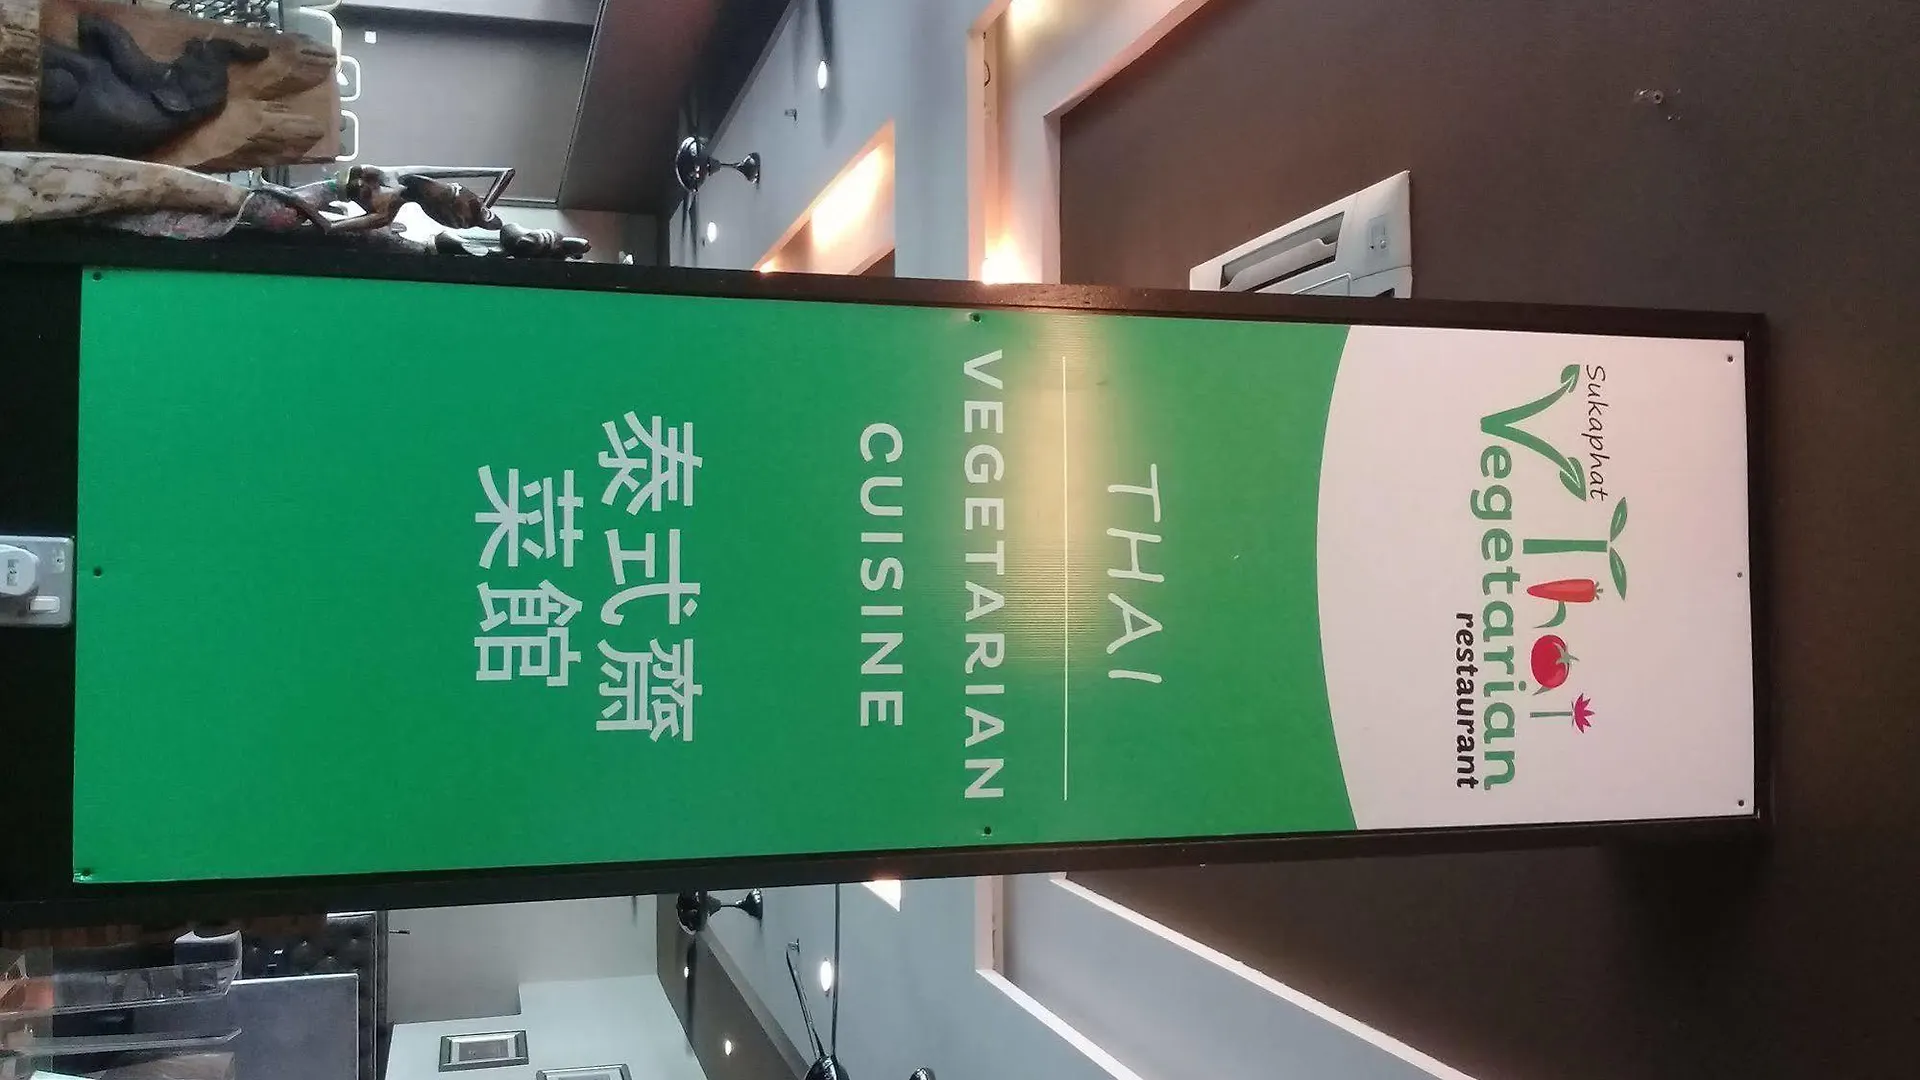 Sukaphat
Thai
Vegetarian
restaurant
THAI
VEGETARIAN
CUISINE
泰式齋
菜館